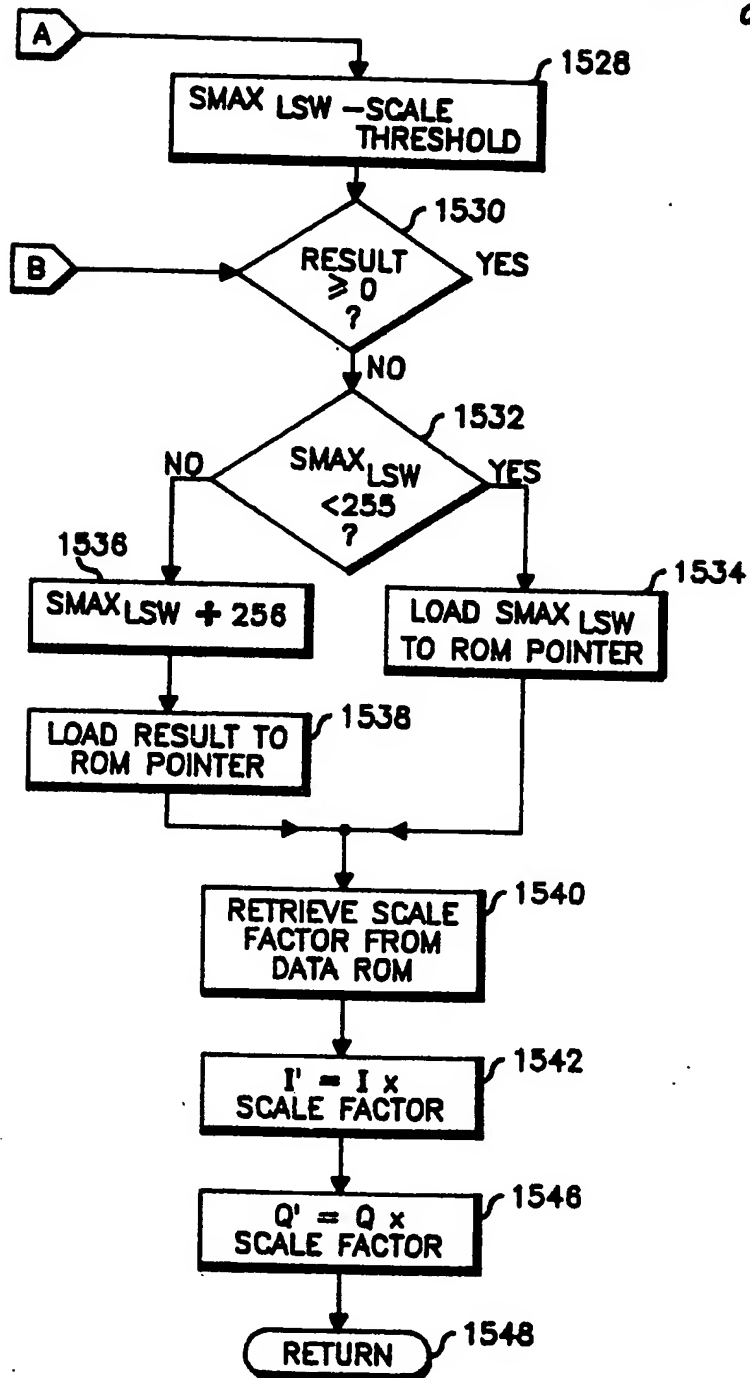 A
1528
SMAX LSW -SCALE
THRESHOLD
1530
B
RESULT
≥ 0
?
YES
NO
1532
NO
SMAX LSW
<255
?
YES
1536
SMAX LSW + 256
1534
LOAD SMAX LSW
TO ROM POINTER
1538
LOAD RESULT TO
ROM POINTER
1540
RETRIEVE SCALE
FACTOR FROM
DATA ROM
1542
I' = I x
SCALE FACTOR
1546
Q' = Q x
SCALE FACTOR
RETURN
1548